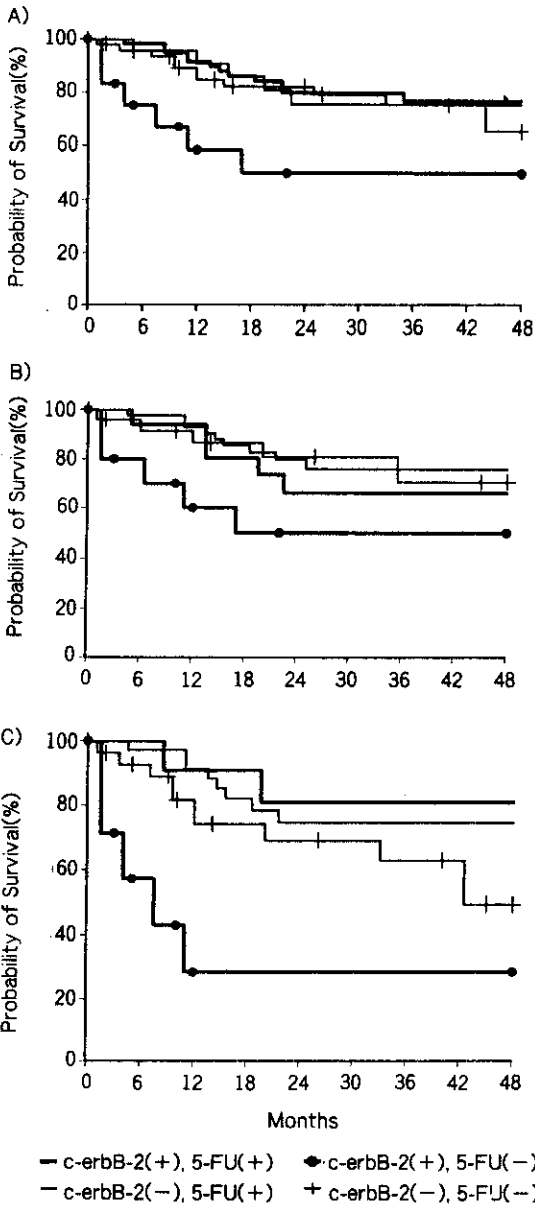 A)
Probability of Survival(%)
100
80
60
40
20
0
0 6 12 18 24 30 36 42 48
B)
Probability of Survival(%)
100
80
60
40
20
0
0 6 12 18 24 30 36 42 48
C)
Probability of Survival(%)
100
80
60
40
20
0
0 6 12 18 24 30 36 42 48
Months
c-erbB-2(+), 5-FU(+) c-erbB-2(+), 5-FU(-)
c-erbB-2(-), 5-FU(+) c-erbB-2(-), 5-FU(-)